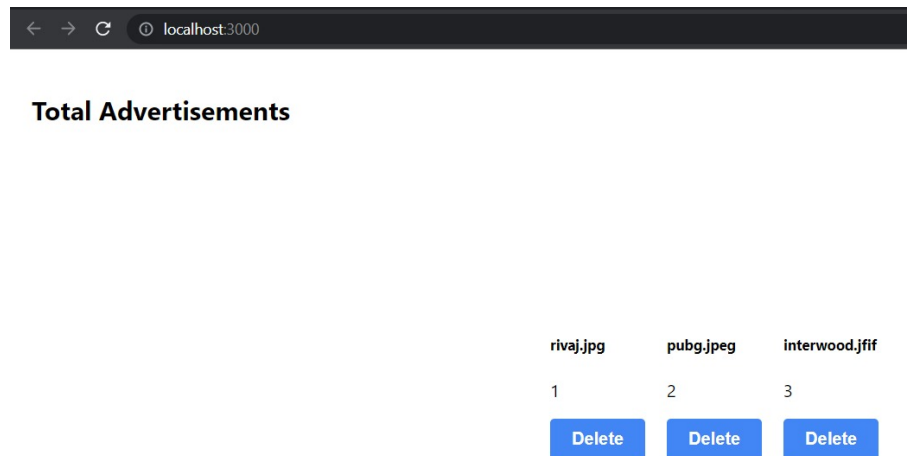 localhost:3000
Total Advertisements
rivaj.jpg pubg.jpeg interwood.jfif
1 2 3
Delete Delete Delete